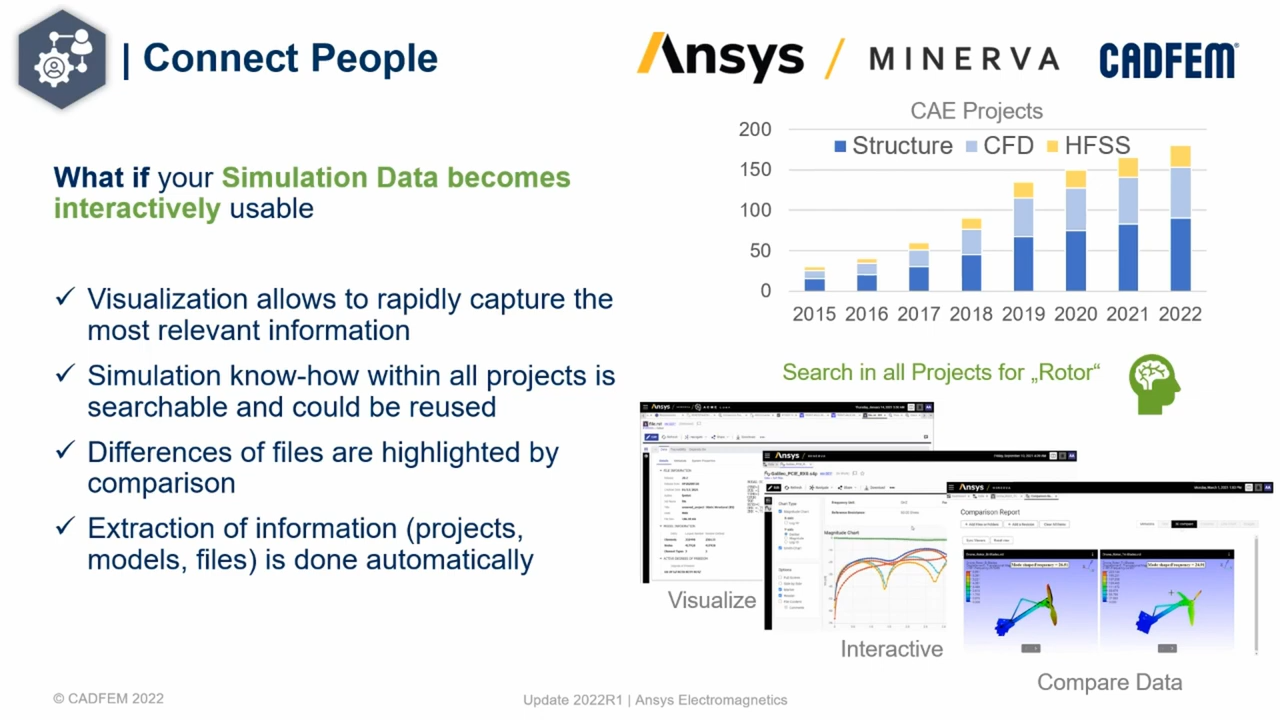 | Connect People
Ansys / MINERVA
CADFEM
What if your Simulation Data becomes
interactively usable
✓ Visualization allows to rapidly capture the
most relevant information
✓ Simulation know-how within all projects is
searchable and could be reused
✓ Differences of files are highlighted by
comparison
✓ Extraction of information (projects,
models, files) is done automatically
CAE Projects
Structure CFD HFSS
200
150
100
50
0
2015 2016 2017 2018 2019 2020 2021 2022
Search in all Projects for „Rotor“
Ansys
Ansys
Magnitude Chart
Ansys
Comparison Report
Visualize
Interactive
Compare Data
© CADFEM 2022
Update 2022R1 | Ansys Electromagnetics